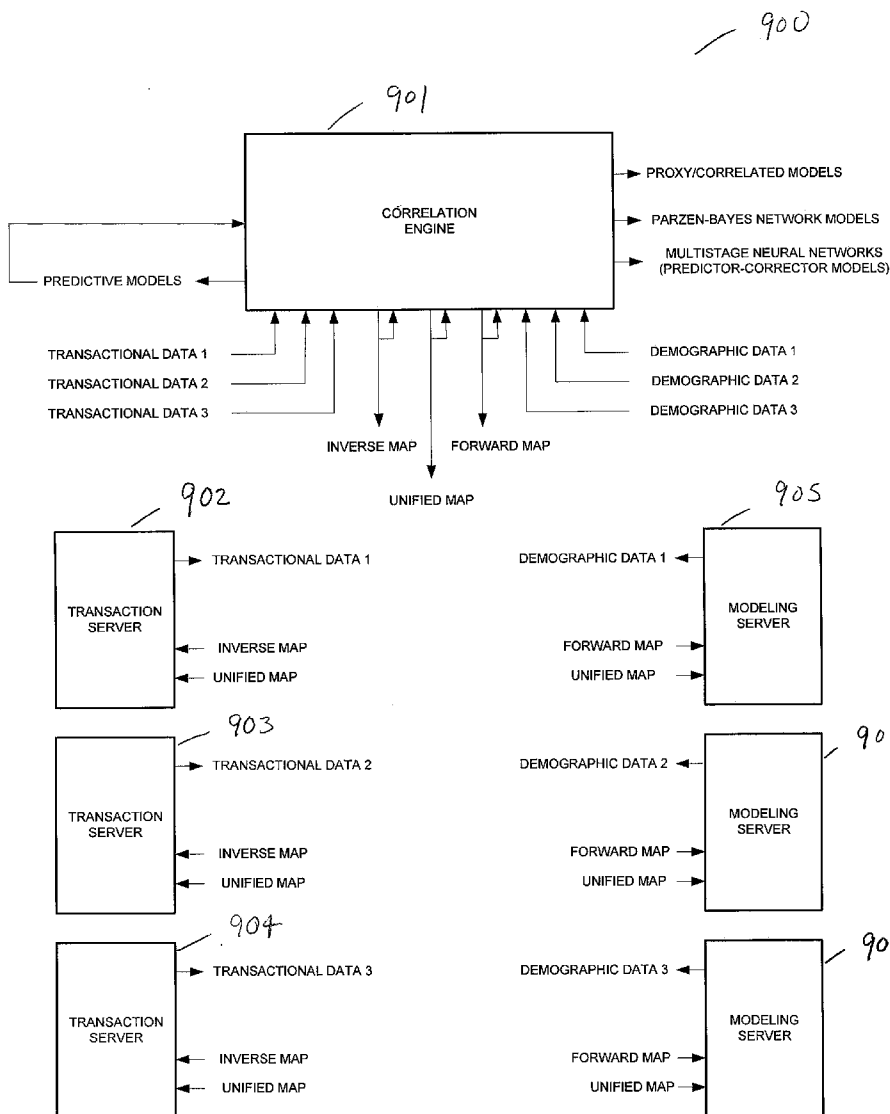 900
901
CORRELATION
ENGINE
PROXY/CORRELATED MODELS
PARZEN-BAYES NETWORK MODELS
MULTISTAGE NEURAL NETWORKS
(PREDICTOR-CORRECTOR MODELS)
PREDICTIVE MODELS
TRANSACTIONAL DATA 1
TRANSACTIONAL DATA 2
TRANSACTIONAL DATA 3
DEMOGRAPHIC DATA 1
DEMOGRAPHIC DATA 2
DEMOGRAPHIC DATA 3
INVERSE MAP
FORWARD MAP
UNIFIED MAP
902
TRANSACTION
SERVER
TRANSACTIONAL DATA 1
INVERSE MAP
UNIFIED MAP
905
DEMOGRAPHIC DATA 1
FORWARD MAP
UNIFIED MAP
MODELING
SERVER
903
TRANSACTION
SERVER
TRANSACTIONAL DATA 2
INVERSE MAP
UNIFIED MAP
90
DEMOGRAPHIC DATA 2
FORWARD MAP
UNIFIED MAP
MODELING
SERVER
904
TRANSACTION
SERVER
TRANSACTIONAL DATA 3
INVERSE MAP
UNIFIED MAP
90
DEMOGRAPHIC DATA 3
FORWARD MAP
UNIFIED MAP
MODELING
SERVER